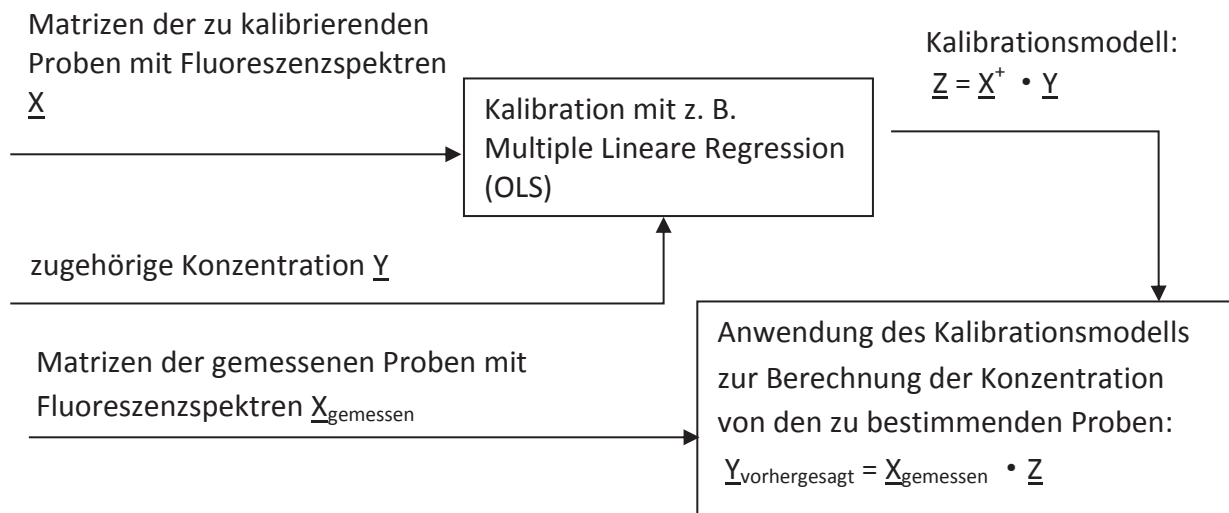 Matrizen der zu kalibrierenden
Proben mit Fluoreszenzspektren
X
Kalibration mit z. B.
Multiple Lineare Regression
(OLS)
Kalibrationsmodell:
Z = X⁺ • Y
zugehörige Konzentration Y
Matrizen der gemessenen Proben mit
Fluoreszenzspektren Xgemessen
Anwendung des Kalibrationsmodells
zur Berechnung der Konzentration
von den zu bestimmenden Proben:
Yvorhergesagt = Xgemessen • Z